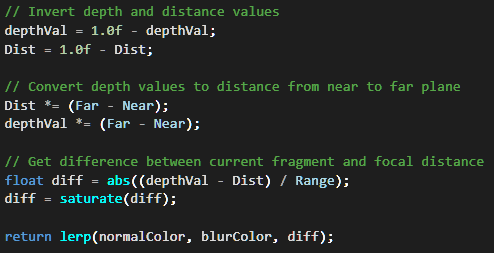 // Invert depth and distance values
depthVal = 1.0f - depthVal;
Dist = 1.0f - Dist;
// Convert depth values to distance from near to far plane
Dist *= (Far - Near);
depthVal *= (Far - Near);
// Get difference between current fragment and focal distance
float diff = abs((depthVal - Dist) / Range);
diff = saturate(diff);
return lerp(normalColor, blurColor, diff);